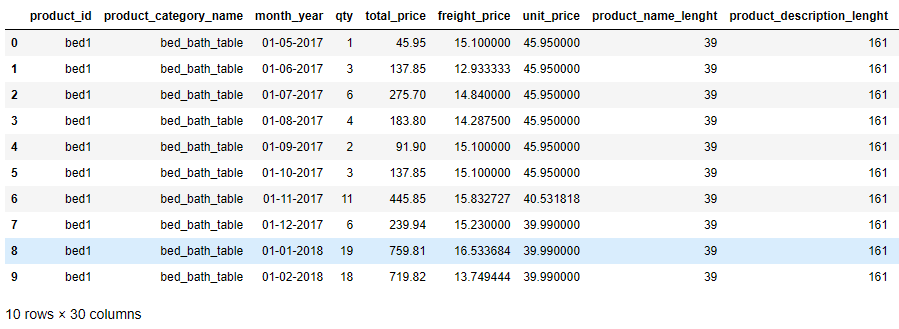 product_id product_category_name month_year qty total_price freight_price unit_price product_name_lenght product_description_lenght
0 bed1 bed_bath_table 01-05-2017 1 45.95 15.100000 45.950000 39 161
1 bed1 bed_bath_table 01-06-2017 3 137.85 12.933333 45.950000 39 161
2 bed1 bed_bath_table 01-07-2017 6 275.70 14.840000 45.950000 39 161
3 bed1 bed_bath_table 01-08-2017 4 183.80 14.287500 45.950000 39 161
4 bed1 bed_bath_table 01-09-2017 2 91.90 15.100000 45.950000 39 161
5 bed1 bed_bath_table 01-10-2017 3 137.85 15.100000 45.950000 39 161
6 bed1 bed_bath_table 01-11-2017 11 445.85 15.832727 40.531818 39 161
7 bed1 bed_bath_table 01-12-2017 6 239.94 15.230000 39.990000 39 161
8 bed1 bed_bath_table 01-01-2018 19 759.81 16.533684 39.990000 39 161
9 bed1 bed_bath_table 01-02-2018 18 719.82 13.749444 39.990000 39 161
10 rows × 30 columns